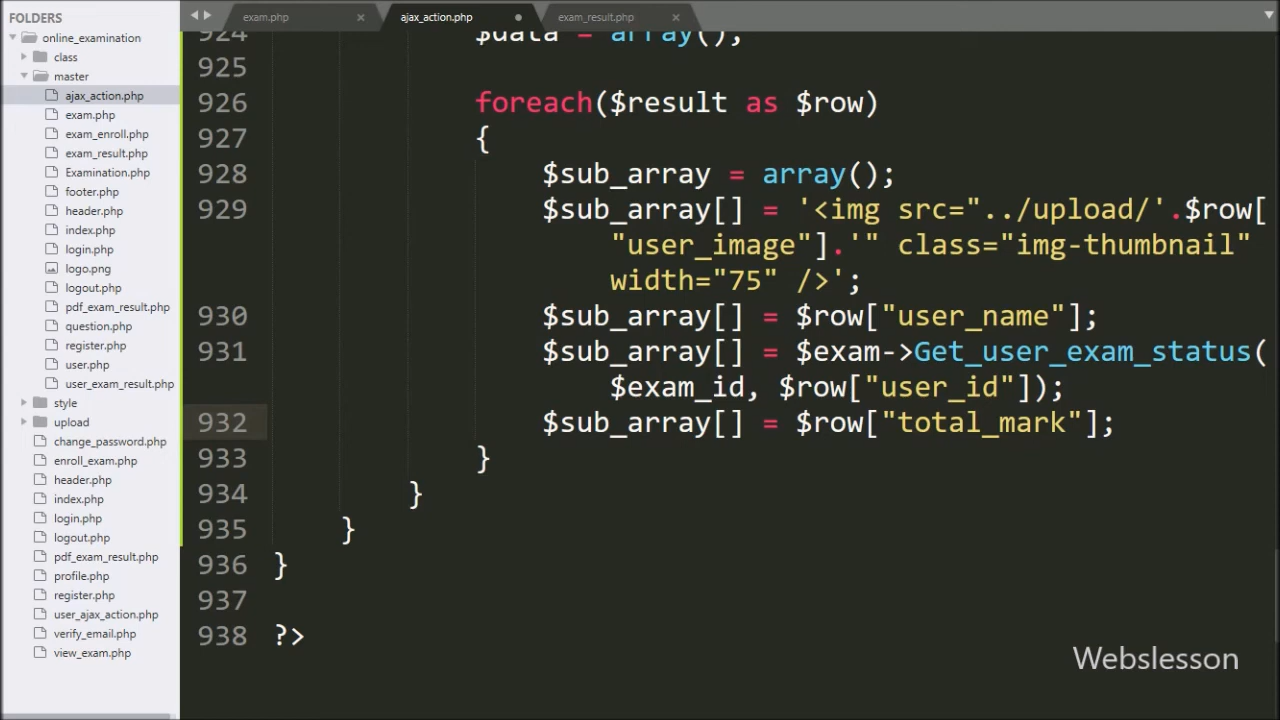 FOLDERS
online_examination
class
master
ajax_action.php
exam.php
exam_enroll.php
exam_result.php
Examination.php
footer.php
header.php
index.php
login.php
logo.png
logout.php
pdf_exam_result.php
question.php
register.php
user.php
user_exam_result.php
style
upload
change_password.php
enroll_exam.php
header.php
index.php
login.php
logout.php
pdf_exam_result.php
profile.php
register.php
user_ajax_action.php
verify_email.php
view_exam.php
exam.php × ajax_action.php exam_result.php ×
924 $data = array();
925
926 foreach($result as $row)
927 {
928 $sub_array = array();
929 $sub_array[] = '<img src="../upload/'.$row[
"user_image"].'" class="img-thumbnail"
width="75" />';
930 $sub_array[] = $row["user_name"];
931 $sub_array[] = $exam->Get_user_exam_status(
$exam_id, $row["user_id"]);
932 $sub_array[] = $row["total_mark"];
933 }
934 }
935 }
936 }
937
938 ?>
Webslesson